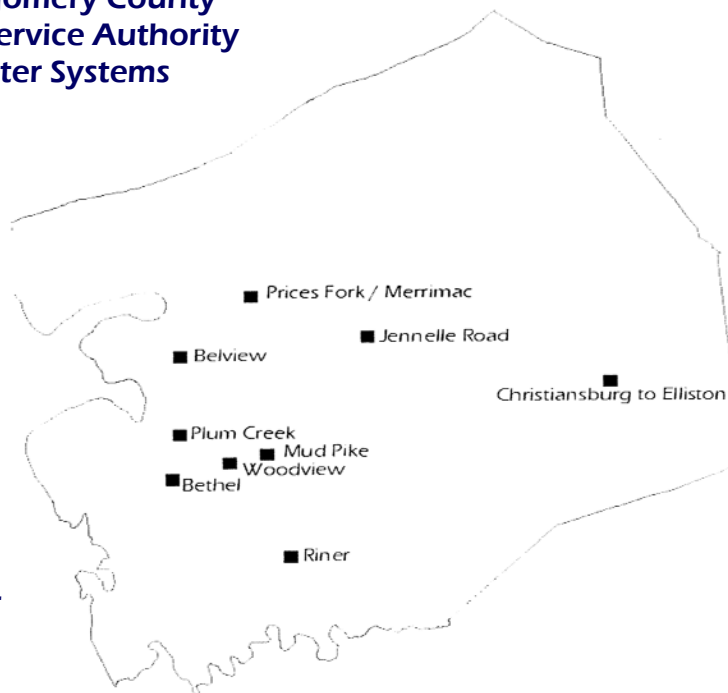 omery County
ervice Authority
ter Systems
Prices Fork / Merrimac
Jennelle Road
Belview
Christiansburg to Elliston
Plum Creek
Mud Pike
Woodview
Bethel
Riner